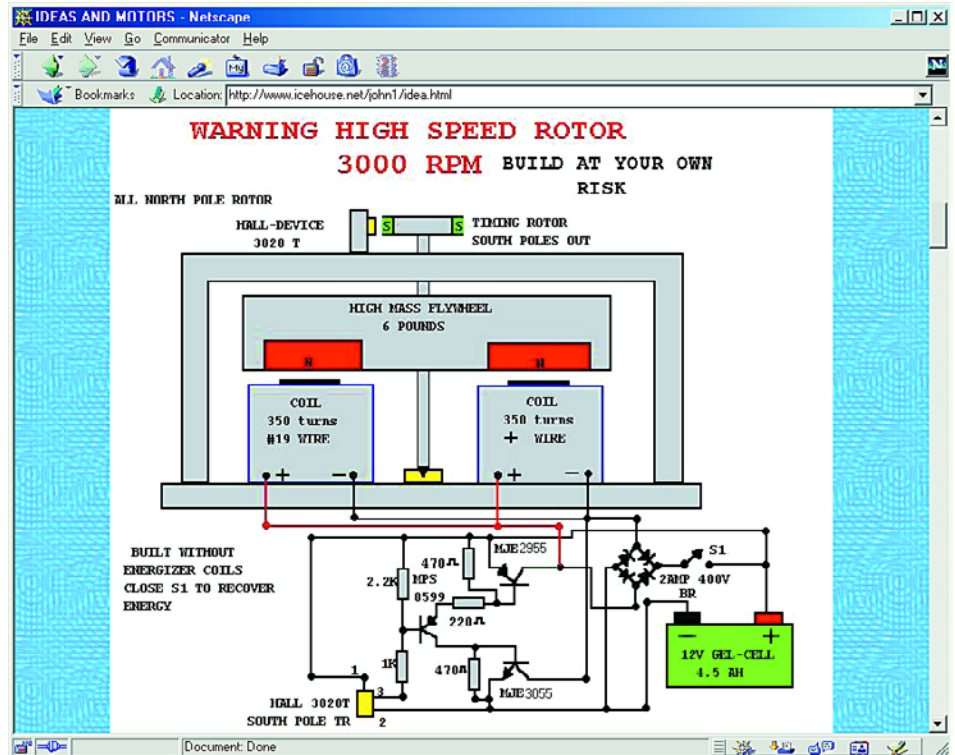 IDEAS AND MOTORS - Netscape
File Edit View Go Communicator Help
My
N
Bookmarks Location: http://www.icehouse.net/john1/idea.html
WARNING HIGH SPEED ROTOR
3000 RPM BUILD AT YOUR OWN
RISK
ALL NORTH POLE ROTOR
HALL-DEVICE
3020 T
S S
TIMING ROTOR
SOUTH POLES OUT
HIGH MASS FLYWHEEL
6 POUNDS
N N
COIL
350 turns
#19 WIRE
+ -
COIL
350 turns
+ WIRE
+ -
BUILT WITHOUT
ENERGIZER COILS
CLOSE S1 TO RECOVER
ENERGY
470Ω
MJE2955
2.2K
MPS
0599
220Ω
1K
470Ω
MJE3055
1
3
2
HALL 3020T
SOUTH POLE TR
S1
2AMP 400V
BR
- +
12V GEL-CELL
4.5 AH
Document: Done